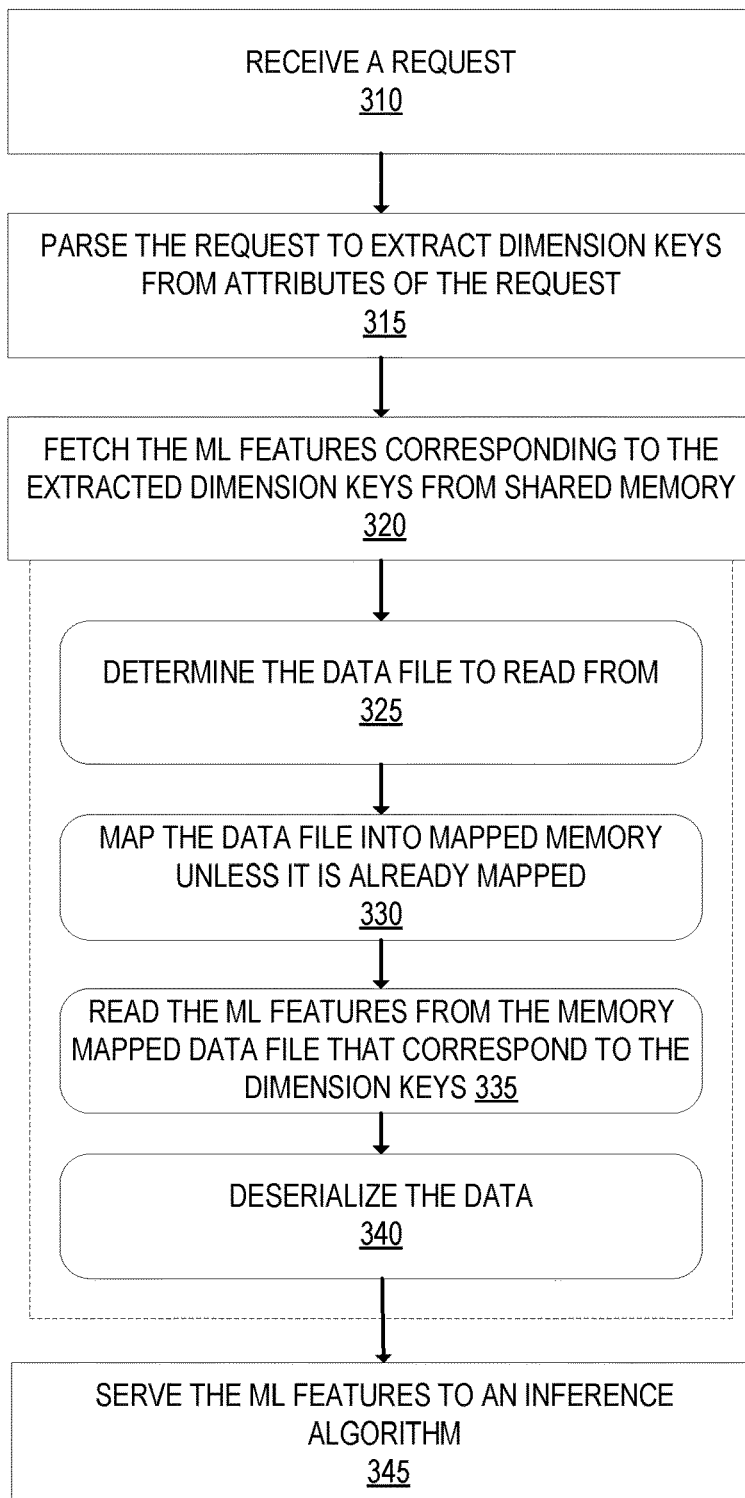 RECEIVE A REQUEST
310
PARSE THE REQUEST TO EXTRACT DIMENSION KEYS
FROM ATTRIBUTES OF THE REQUEST
315
FETCH THE ML FEATURES CORRESPONDING TO THE
EXTRACTED DIMENSION KEYS FROM SHARED MEMORY
320
DETERMINE THE DATA FILE TO READ FROM
325
MAP THE DATA FILE INTO MAPPED MEMORY
UNLESS IT IS ALREADY MAPPED
330
READ THE ML FEATURES FROM THE MEMORY
MAPPED DATA FILE THAT CORRESPOND TO THE
DIMENSION KEYS 335
DESERIALIZE THE DATA
340
SERVE THE ML FEATURES TO AN INFERENCE
ALGORITHM
345